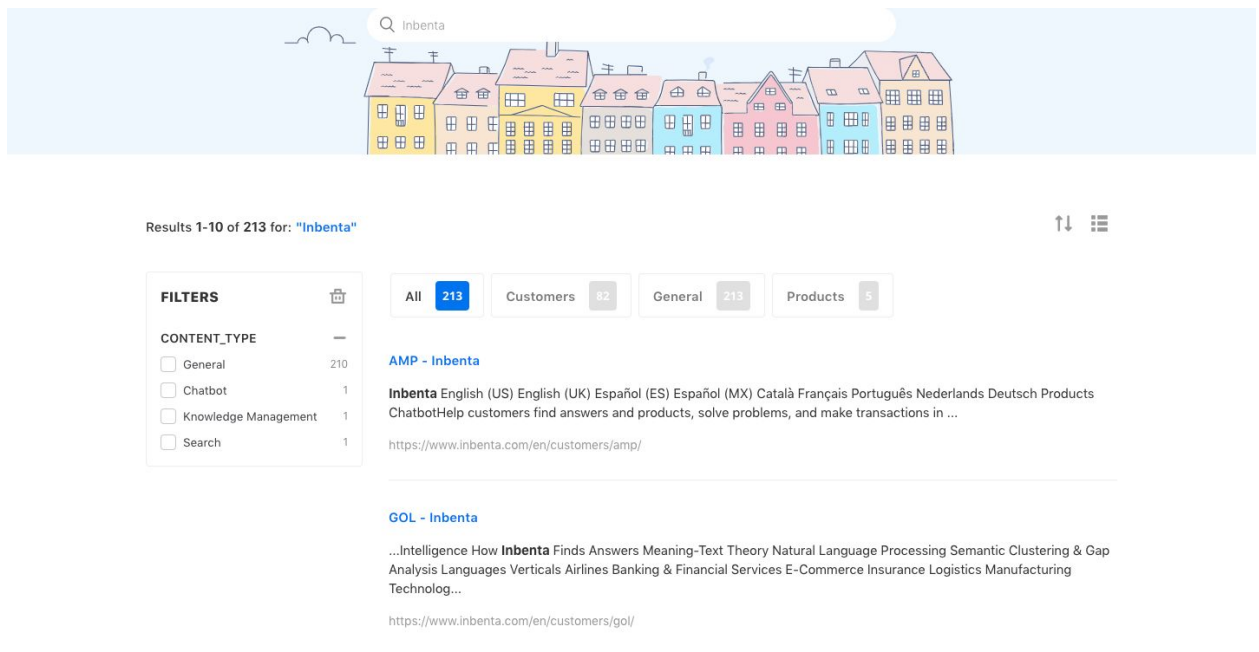 Inbenta
Results 1-10 of 213 for: "Inbenta"
FILTERS
CONTENT_TYPE
General 210
Chatbot 1
Knowledge Management 1
Search 1
All 213 Customers 82 General 213 Products 5
AMP - Inbenta
Inbenta English (US) English (UK) Español (ES) Español (MX) Català Français Português Nederlands Deutsch Products
ChatbotHelp customers find answers and products, solve problems, and make transactions in ...
https://www.inbenta.com/en/customers/amp/
GOL - Inbenta
...Intelligence How Inbenta Finds Answers Meaning-Text Theory Natural Language Processing Semantic Clustering & Gap
Analysis Languages Verticals Airlines Banking & Financial Services E-Commerce Insurance Logistics Manufacturing
Technolog...
https://www.inbenta.com/en/customers/gol/